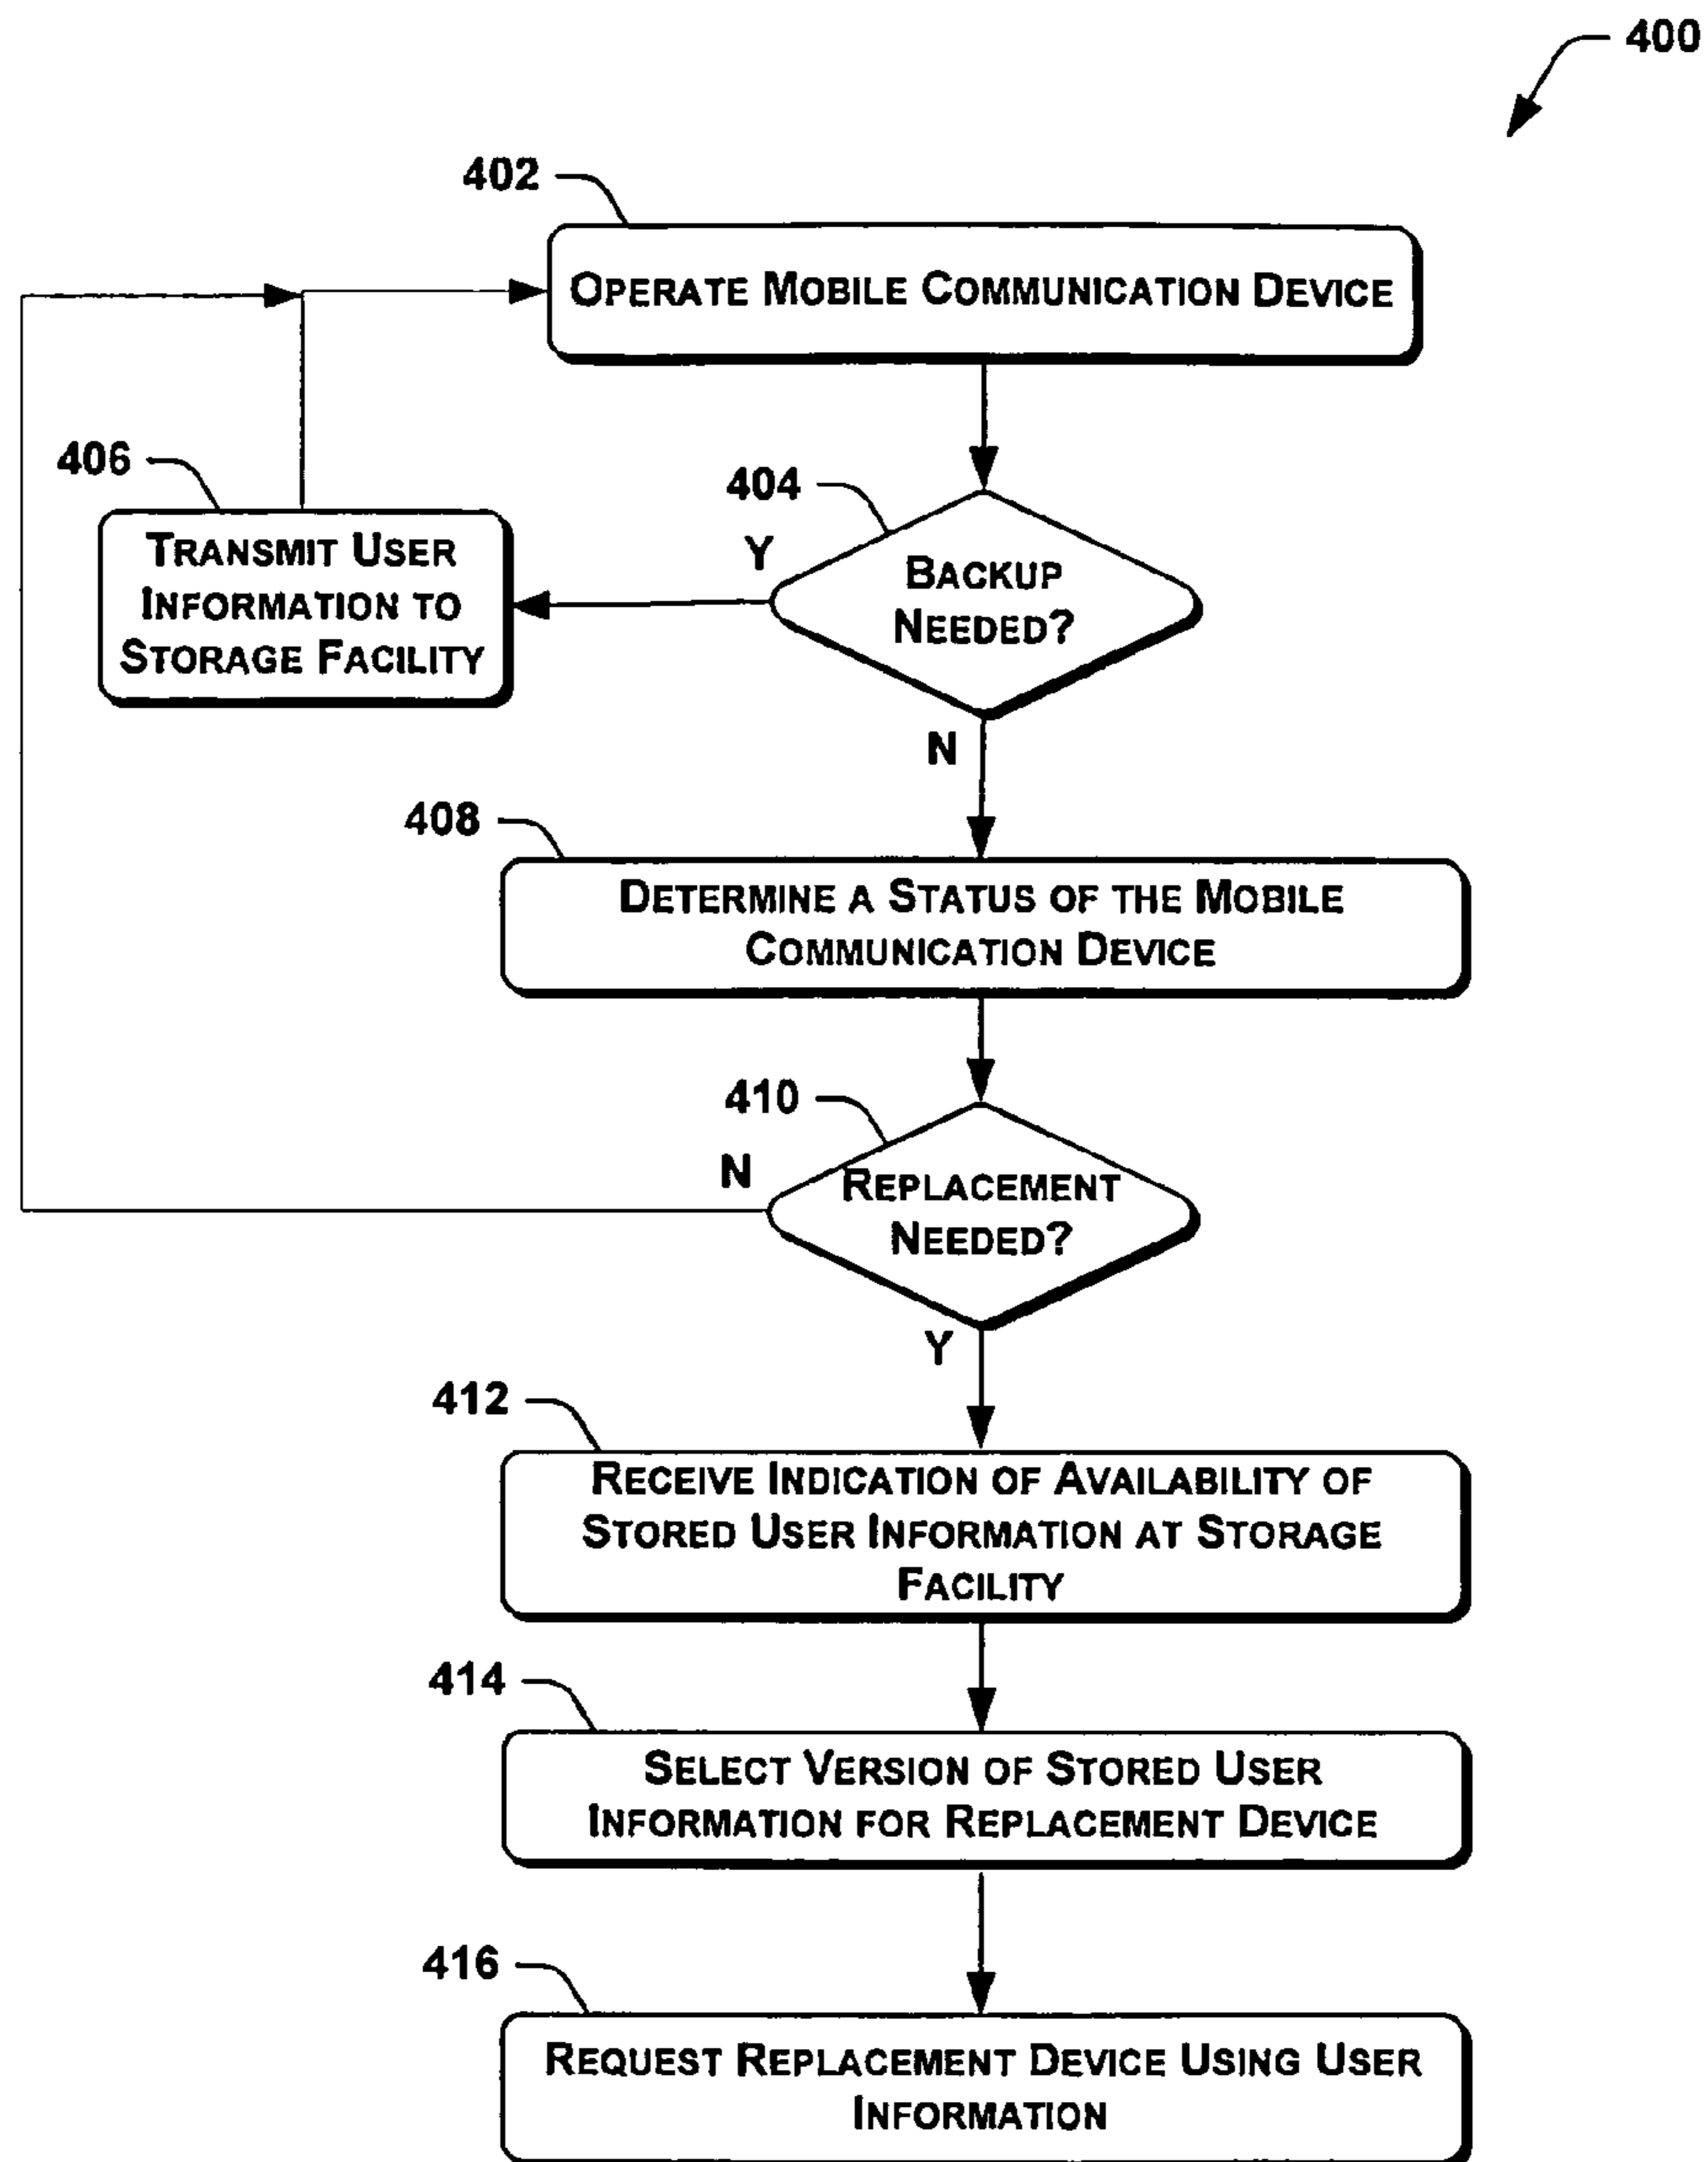 400
402
OPERATE MOBILE COMMUNICATION DEVICE
406
404
TRANSMIT USER
INFORMATION TO
STORAGE FACILITY
Y
BACKUP
NEEDED?
N
408
DETERMINE A STATUS OF THE MOBILE
COMMUNICATION DEVICE
410
N
REPLACEMENT
NEEDED?
Y
412
RECEIVE INDICATION OF AVAILABILITY OF
STORED USER INFORMATION AT STORAGE
FACILITY
414
SELECT VERSION OF STORED USER
INFORMATION FOR REPLACEMENT DEVICE
416
REQUEST REPLACEMENT DEVICE USING USER
INFORMATION